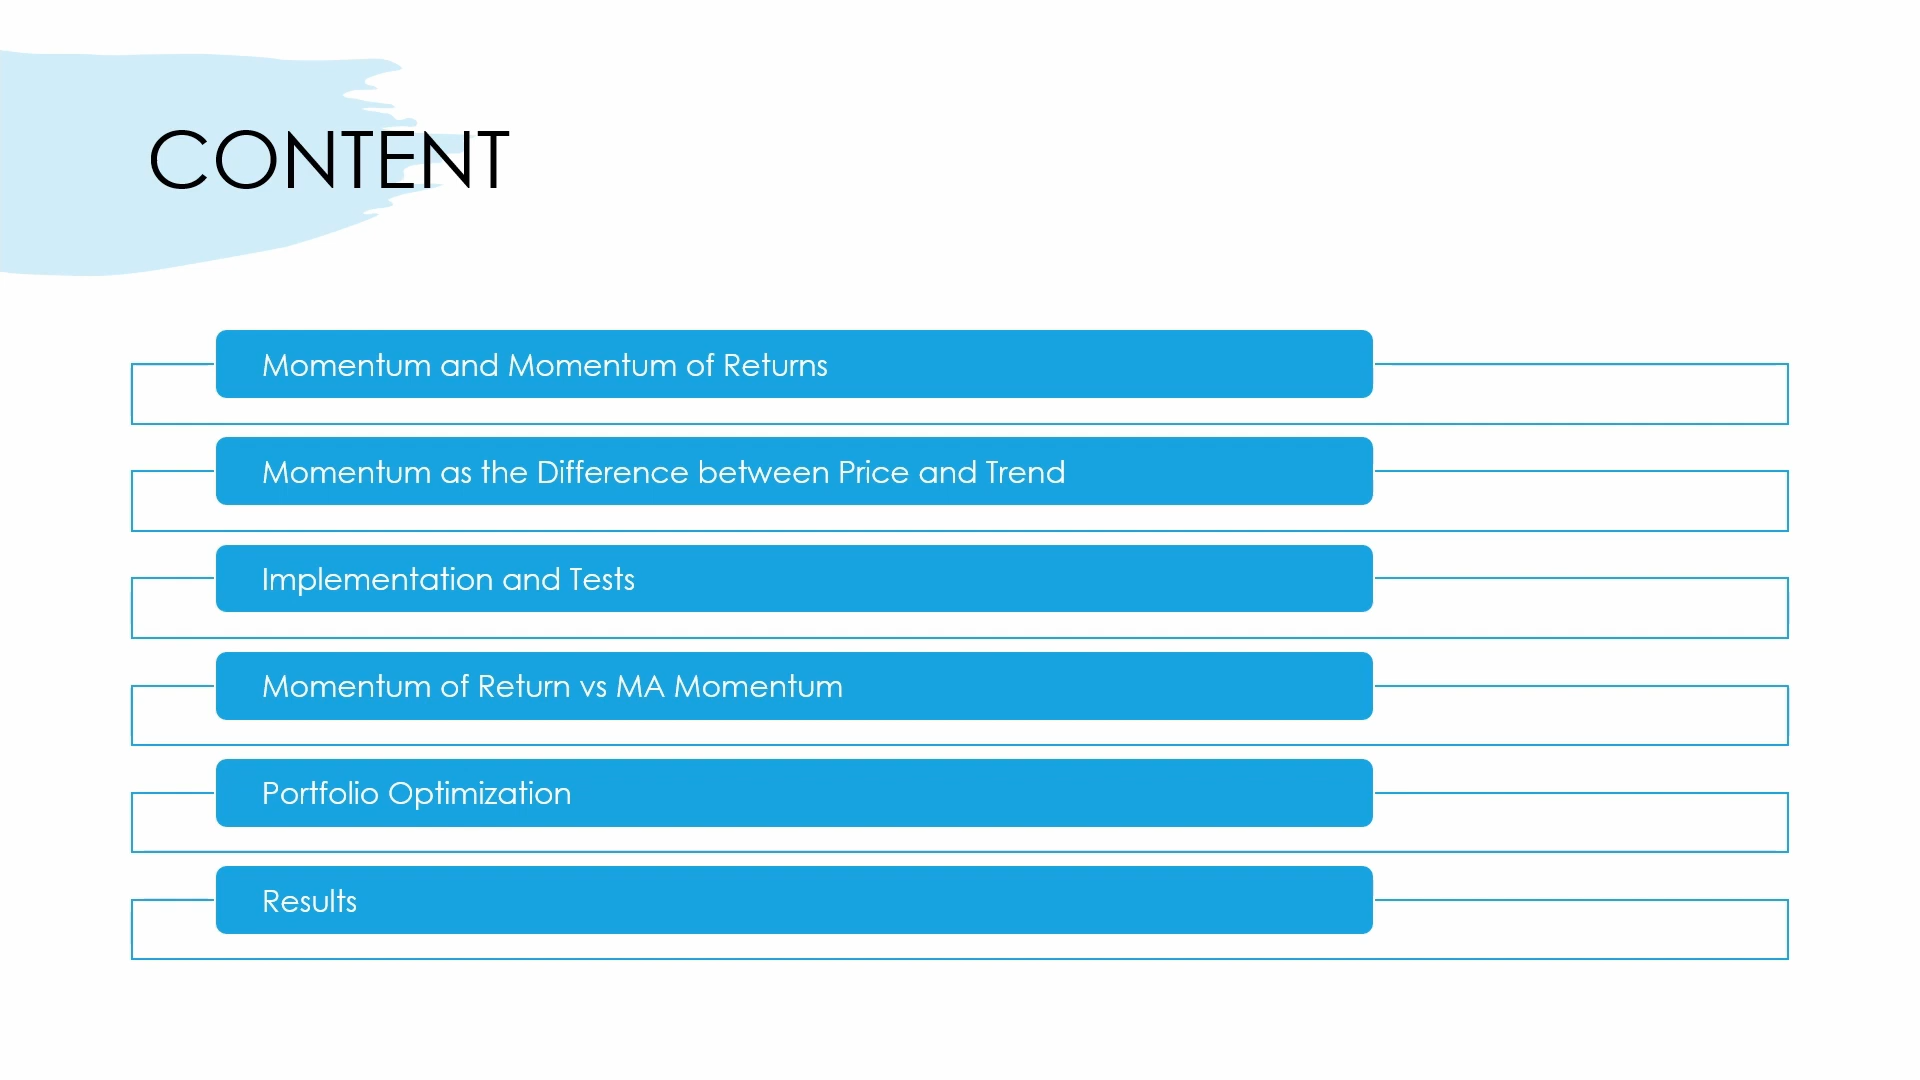 CONTENT
Momentum and Momentum of Returns
Momentum as the Difference between Price and Trend
Implementation and Tests
Momentum of Return vs MA Momentum
Portfolio Optimization
Results